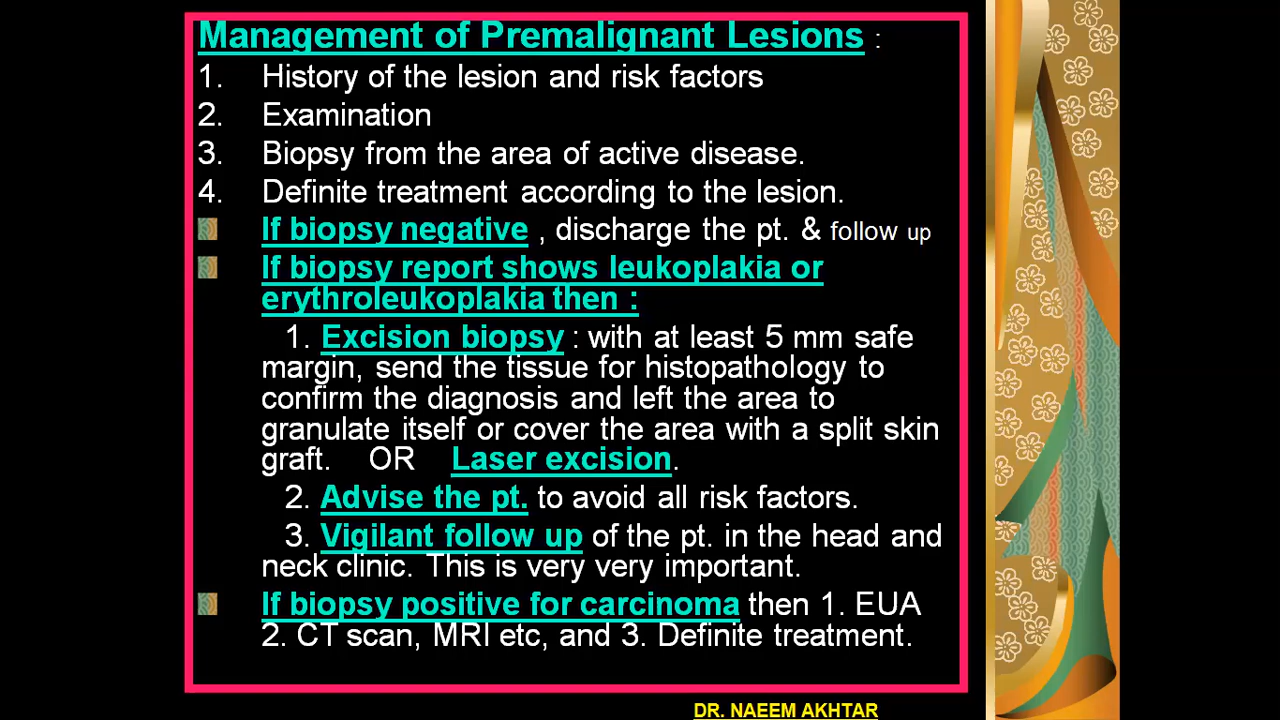 Management of Premalignant Lesions :
1. History of the lesion and risk factors
2. Examination
3. Biopsy from the area of active disease.
4. Definite treatment according to the lesion.
If biopsy negative , discharge the pt. & follow up
If biopsy report shows leukoplakia or
erythroleukoplakia then :
1. Excision biopsy : with at least 5 mm safe
margin, send the tissue for histopathology to
confirm the diagnosis and left the area to
granulate itself or cover the area with a split skin
graft. OR Laser excision.
2. Advise the pt. to avoid all risk factors.
3. Vigilant follow up of the pt. in the head and
neck clinic. This is very very important.
If biopsy positive for carcinoma then 1. EUA
2. CT scan, MRI etc, and 3. Definite treatment.
DR. NAEEM AKHTAR